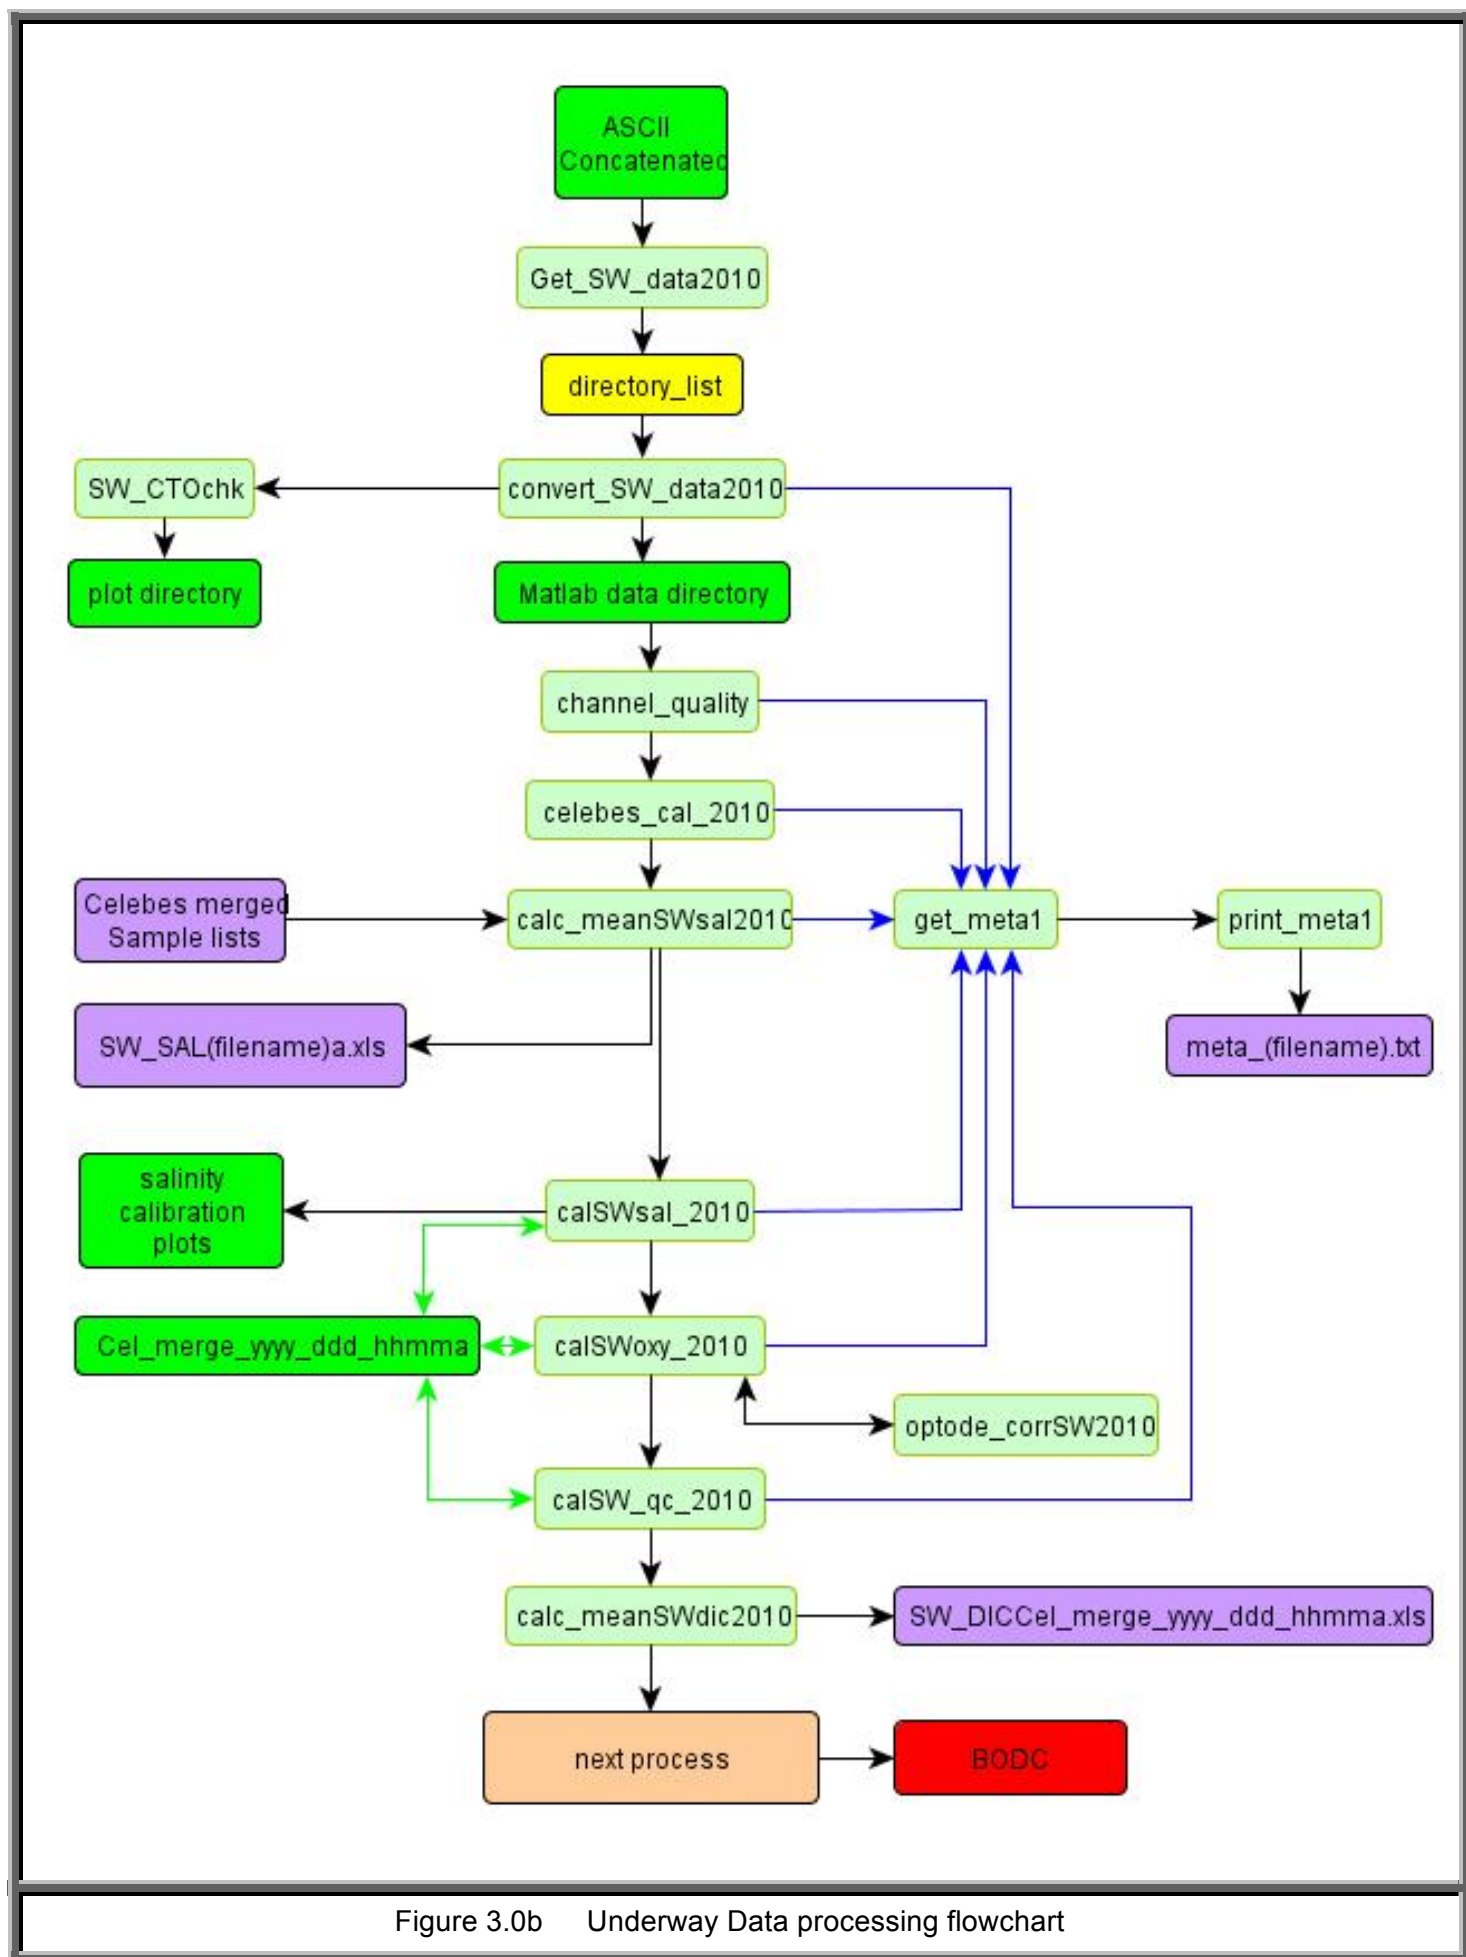 ASCII
Concatenated
Get_SW_data2010
directory_list
SW_CTOchk
convert_SW_data2010
plot directory
Matlab data directory
channel_quality
celebes_cal_2010
Celebes merged
Sample lists
calc_meanSWsal2010
get_meta1
print_meta1
SW_SAL(filename)a.xls
meta_(filename).txt
salinity
calibration
plots
calSWsal_2010
Cel_merge_yyyy_ddd_hhmma
calSWoxy_2010
optode_corrSW2010
calSW_qc_2010
calc_meanSWdic2010
SW_DICCel_merge_yyyy_ddd_hhmma.xls
next process
BODC
Figure 3.0b Underway Data processing flowchart